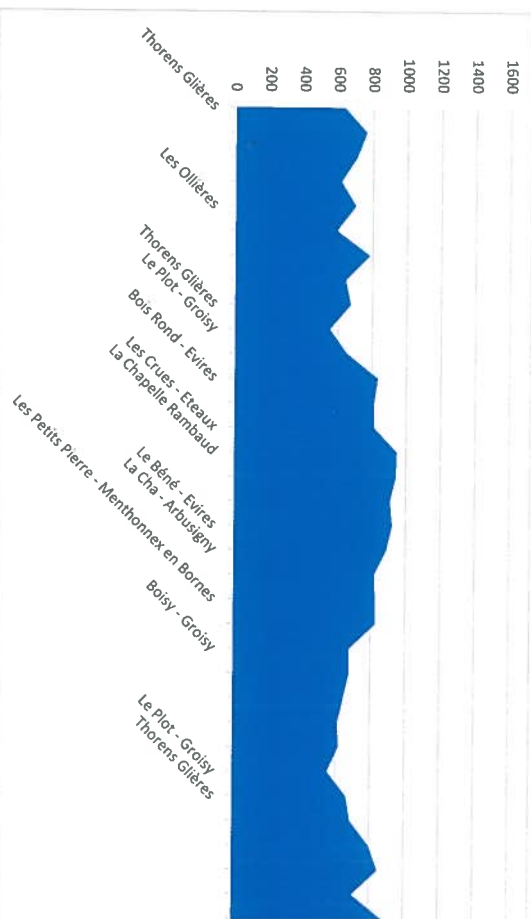 1600
1400
1200
1000
800
600
400
200
0
Thorens Glières
Les Ollières
Thorens Glières
Le Plot - Groisy
Bois Rond - Evires
Les Crues - Eteaux
La Chapelle Rambaud
Le Béné - Evires
La Cha - Arbusigny
Les Petits Pierre - Menthonnex en Bornes
Boisy - Groisy
Le Plot - Groisy
Thorens Glières